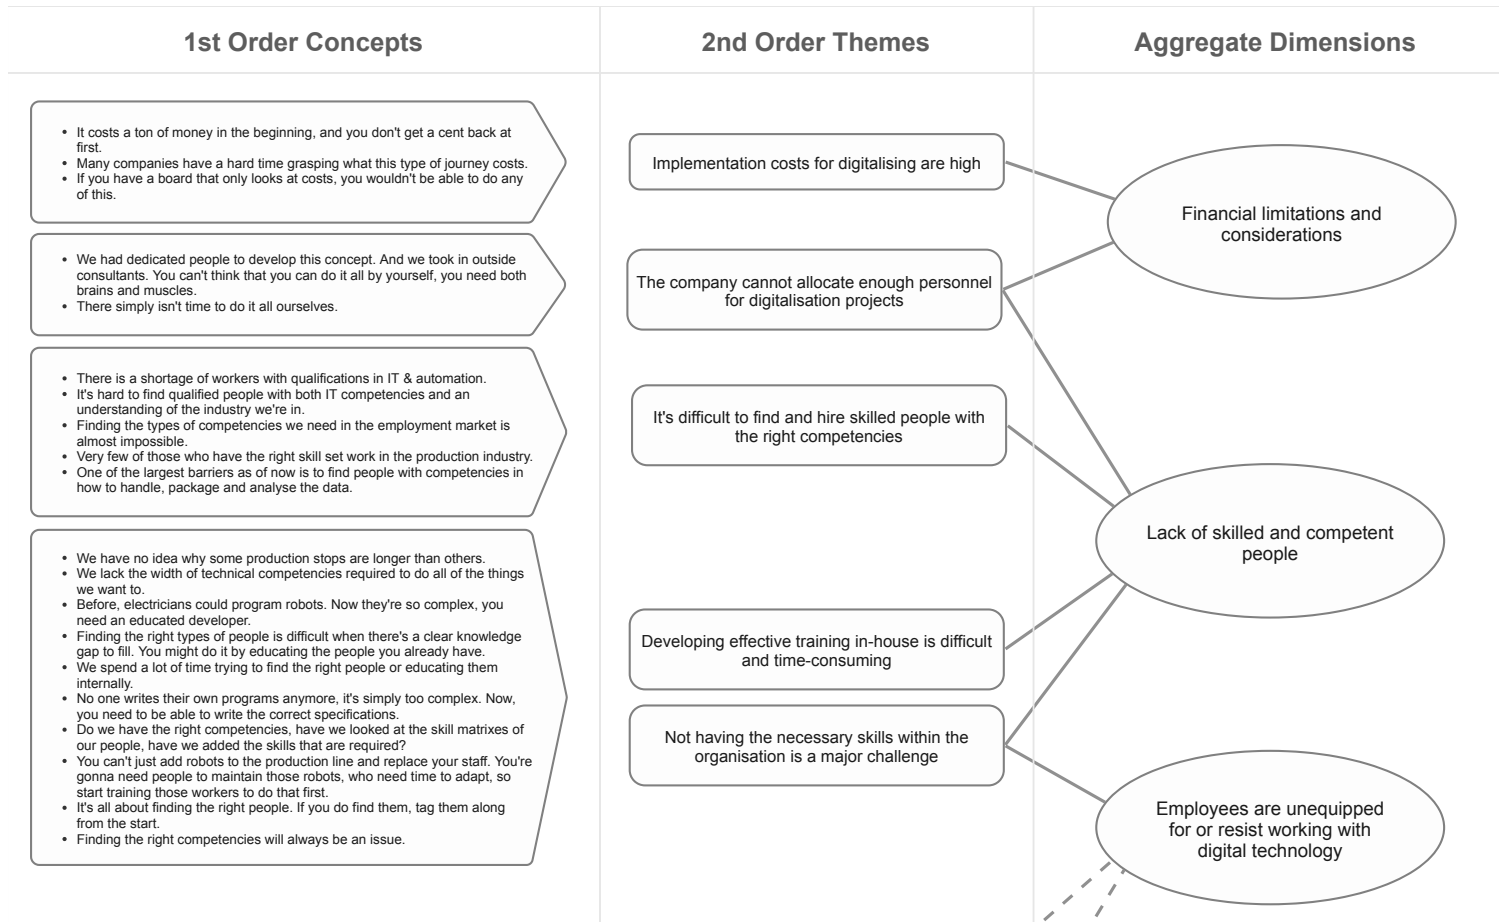 1st Order Concepts
2nd Order Themes
Aggregate Dimensions
• It costs a ton of money in the beginning, and you don't get a cent back at
first.
• Many companies have a hard time grasping what this type of journey costs.
• If you have a board that only looks at costs, you wouldn't be able to do any
of this.
• We had dedicated people to develop this concept. And we took in outside
consultants. You can't think that you can do it all by yourself, you need both
brains and muscles.
• There simply isn't time to do it all ourselves.
• There is a shortage of workers with qualifications in IT & automation.
• It's hard to find qualified people with both IT competencies and an
understanding of the industry we're in.
• Finding the types of competencies we need in the employment market is
almost impossible.
• Very few of those who have the right skill set work in the production industry.
• One of the largest barriers as of now is to find people with competencies in
how to handle, package and analyse the data.
• We have no idea why some production stops are longer than others.
• We lack the width of technical competencies required to do all of the things
we want to.
• Before, electricians could program robots. Now they're so complex, you
need an educated developer.
• Finding the right types of people is difficult when there's a clear knowledge
gap to fill. You might do it by educating the people you already have.
• We spend a lot of time trying to find the right people or educating them
internally.
• No one writes their own programs anymore, it's simply too complex. Now,
you need to be able to write the correct specifications.
• Do we have the right competencies, have we looked at the skill matrixes of
our people, have we added the skills that are required?
• You can't just add robots to the production line and replace your staff. You're
gonna need people to maintain those robots, who need time to adapt, so
start training those workers to do that first.
• It's all about finding the right people. If you do find them, tag them along
from the start.
• Finding the right competencies will always be an issue.
Implementation costs for digitalising are high
The company cannot allocate enough personnel
for digitalisation projects
It's difficult to find and hire skilled people with
the right competencies
Developing effective training in-house is difficult
and time-consuming
Not having the necessary skills within the
organisation is a major challenge
Financial limitations and
considerations
Lack of skilled and competent
people
Employees are unequipped
for or resist working with
digital technology